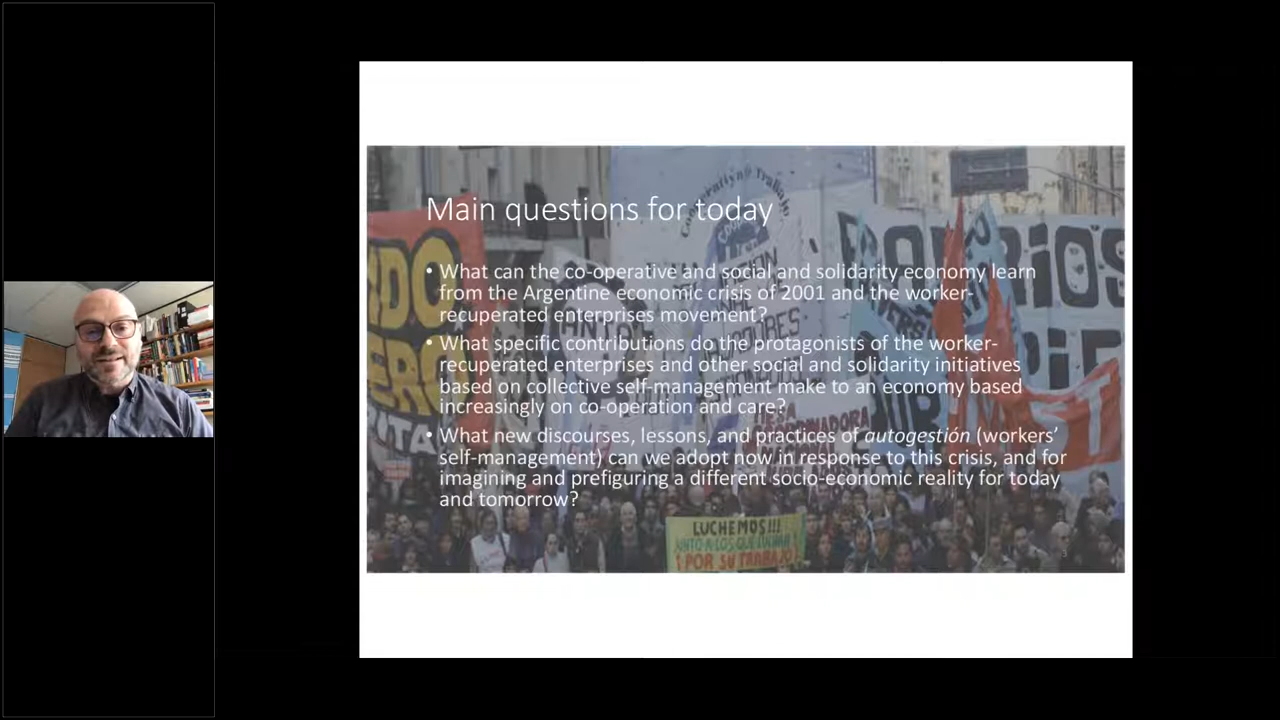 Main questions for today
• What can the co-operative and social and solidarity economy learn
from the Argentine economic crisis of 2001 and the worker-
recuperated enterprises movement?
• What specific contributions do the protagonists of the worker-
recuperated enterprises and other social and solidarity initiatives
based on collective self-management make to an economy based
increasingly on co-operation and care?
• What new discourses, lessons, and practices of autogestión (workers'
self-management) can we adopt now in response to this crisis, and for
imagining and prefiguring a different socio-economic reality for today
and tomorrow?
LUCHEMOS!!!
JUNTO A LOS QUE LUCHAN
¡POR SU TRABAJO!